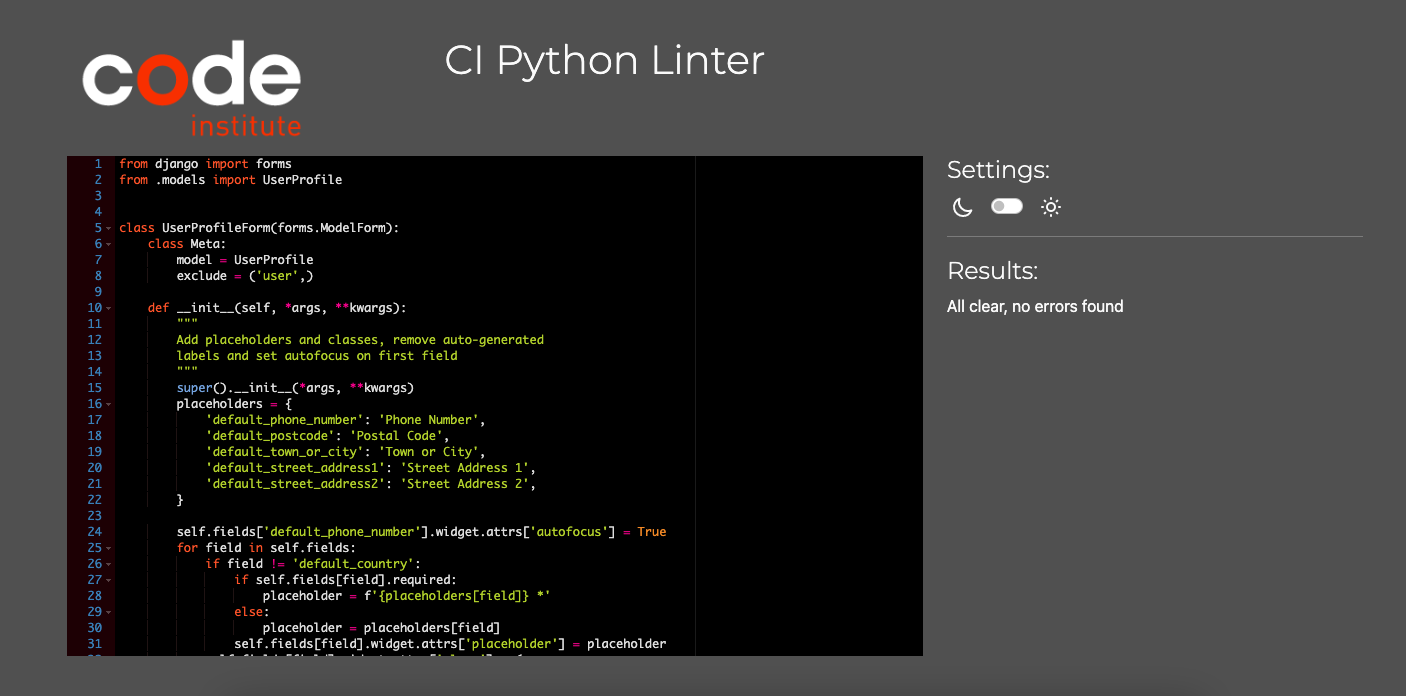 code
institute
CI Python Linter
1 from django import forms
2 from .models import UserProfile
3
4
5 class UserProfileForm(forms.ModelForm):
6     class Meta:
7         model = UserProfile
8         exclude = ('user',)
9
10     def __init__(self, *args, **kwargs):
11         """
12         Add placeholders and classes, remove auto-generated
13         labels and set autofocus on first field
14         """
15         super().__init__(*args, **kwargs)
16         placeholders = {
17             'default_phone_number': 'Phone Number',
18             'default_postcode': 'Postal Code',
19             'default_town_or_city': 'Town or City',
20             'default_street_address1': 'Street Address 1',
21             'default_street_address2': 'Street Address 2',
22         }
23
24         self.fields['default_phone_number'].widget.attrs['autofocus'] = True
25         for field in self.fields:
26             if field != 'default_country':
27                 if self.fields[field].required:
28                     placeholder = f'{placeholders[field]} *'
29                 else:
30                     placeholder = placeholders[field]
31                 self.fields[field].widget.attrs['placeholder'] = placeholder
Settings:
Results:
All clear, no errors found